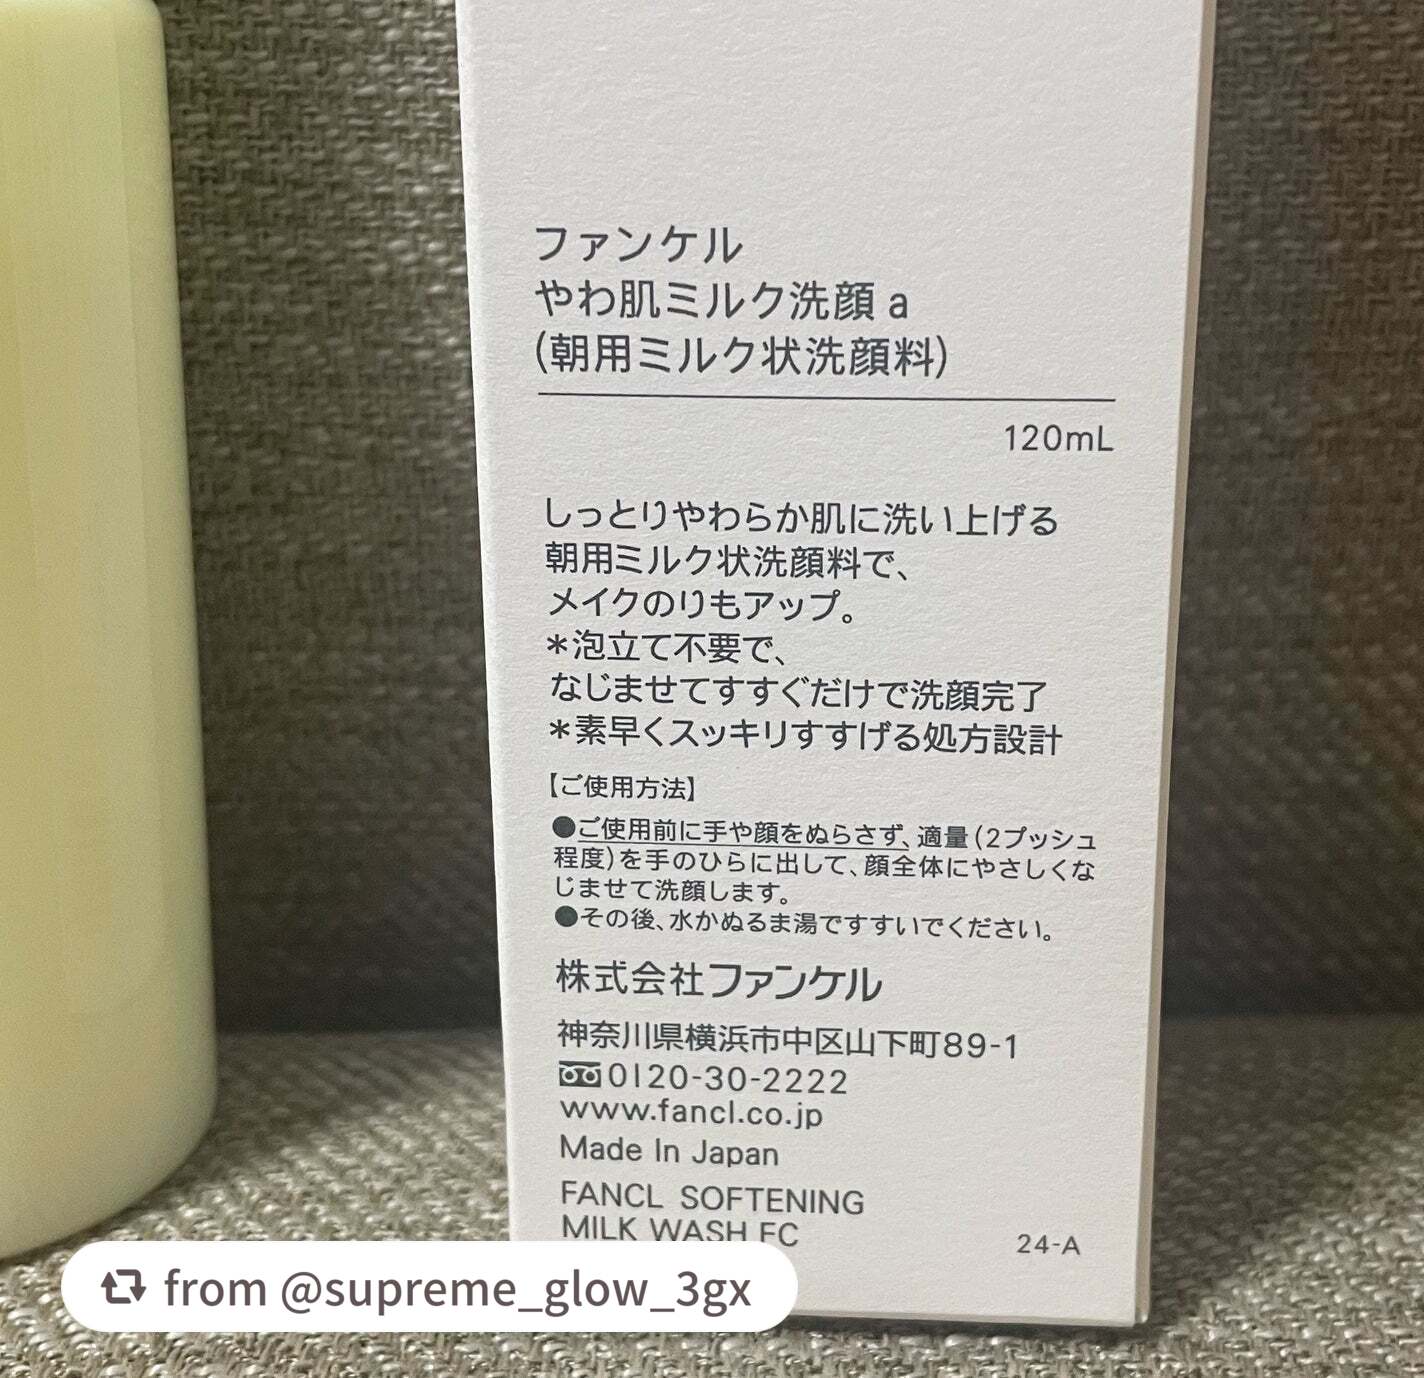 ファンケル
やわ肌ミルク洗顔 a
(朝用ミルク状洗顔料)
120mL
しっとりやわらか肌に洗い上げる
朝用ミルク状洗顔料で、
メイクのりもアップ。
*泡立て不要で、
なじませてすすぐだけで洗顔完了
*素早くスッキリすすげる処方設計
【ご使用方法】
●ご使用前に手や顔をぬらさず、適量(2プッシュ
程度)を手のひらに出して、顔全体にやさしくな
じませて洗顔します。
●その後、水かぬるま湯ですすいでください。
株式会社ファンケル
神奈川県横浜市中区山下町89-1
0120-30-2222
www.fancl.co.jp
Made In Japan
FANCL SOFTENING
MILK WASH FC
24-A
from @supreme_glow_3gx